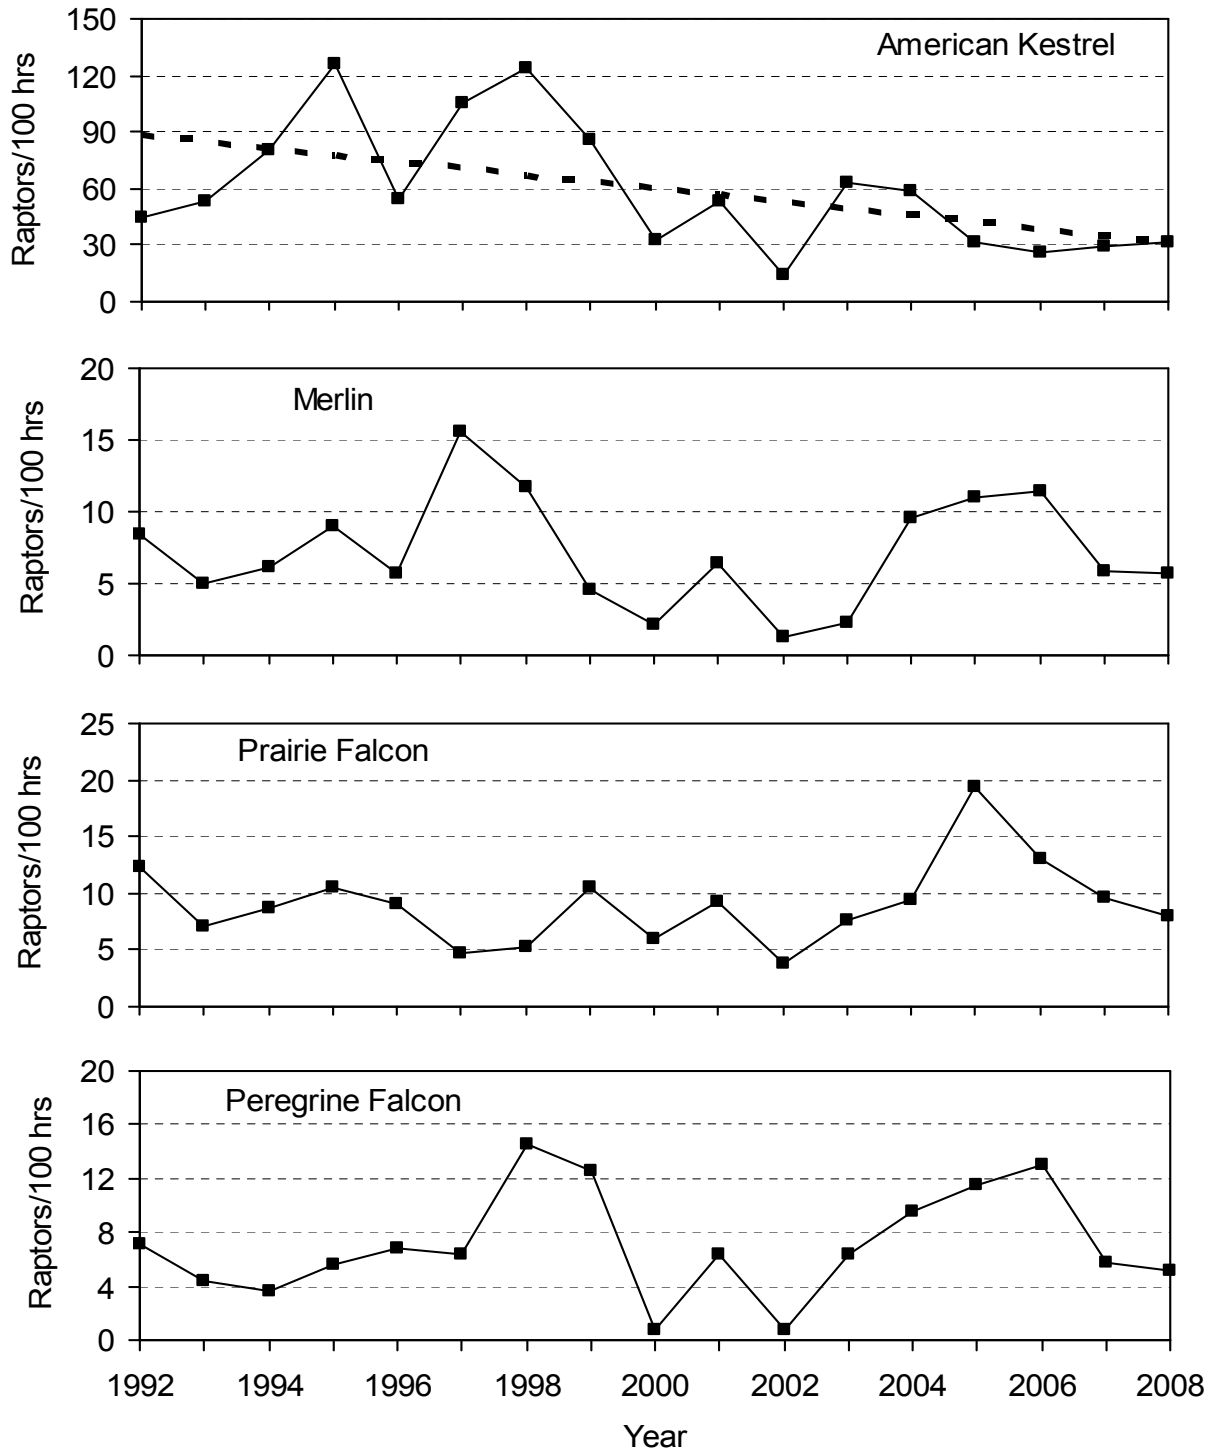 American Kestrel
Raptors/100 hrs
150
120
90
60
30
0
Merlin
Raptors/100 hrs
20
15
10
5
0
Prairie Falcon
Raptors/100 hrs
25
20
15
10
5
0
Peregrine Falcon
Raptors/100 hrs
20
16
12
8
4
0
1992 1994 1996 1998 2000 2002 2004 2006 2008
Year